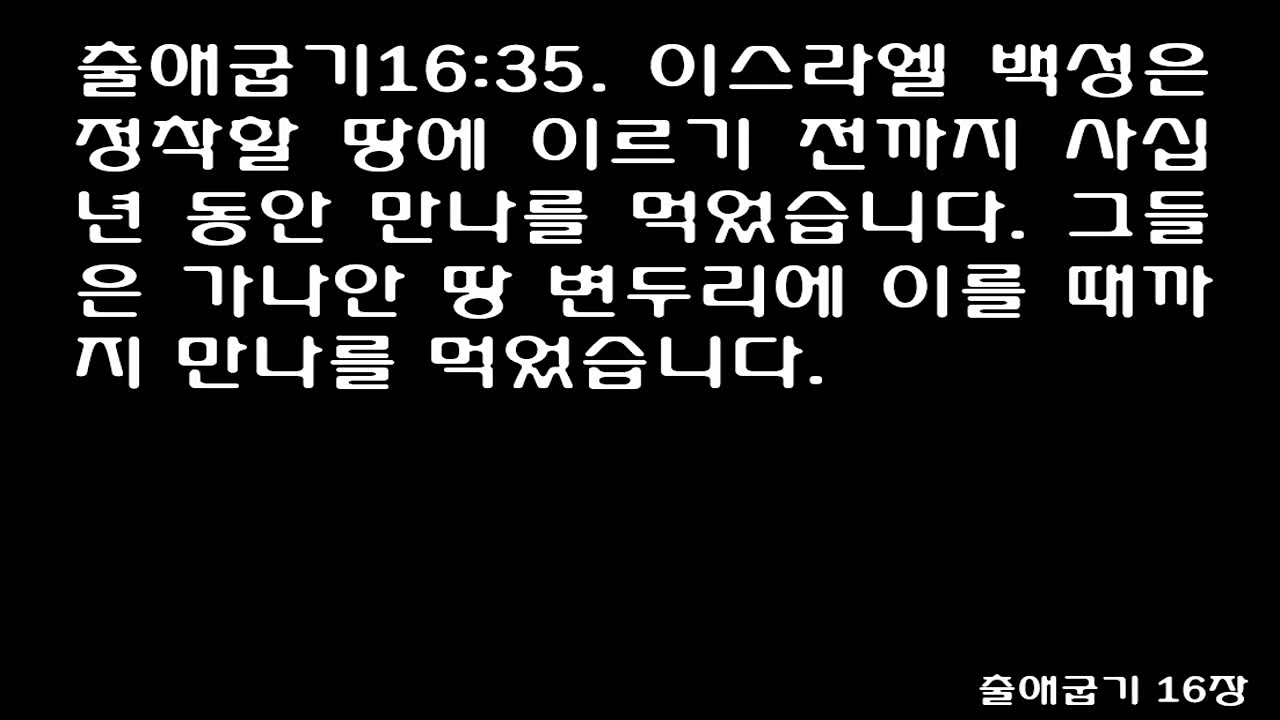 출애굽기16:35. 이스라엘 백성은
정착할 땅에 이르기 전까지 사십
년 동안 만나를 먹었습니다. 그들
은 가나안 땅 변두리에 이를 때까
지 만나를 먹었습니다.
출애굽기 16장